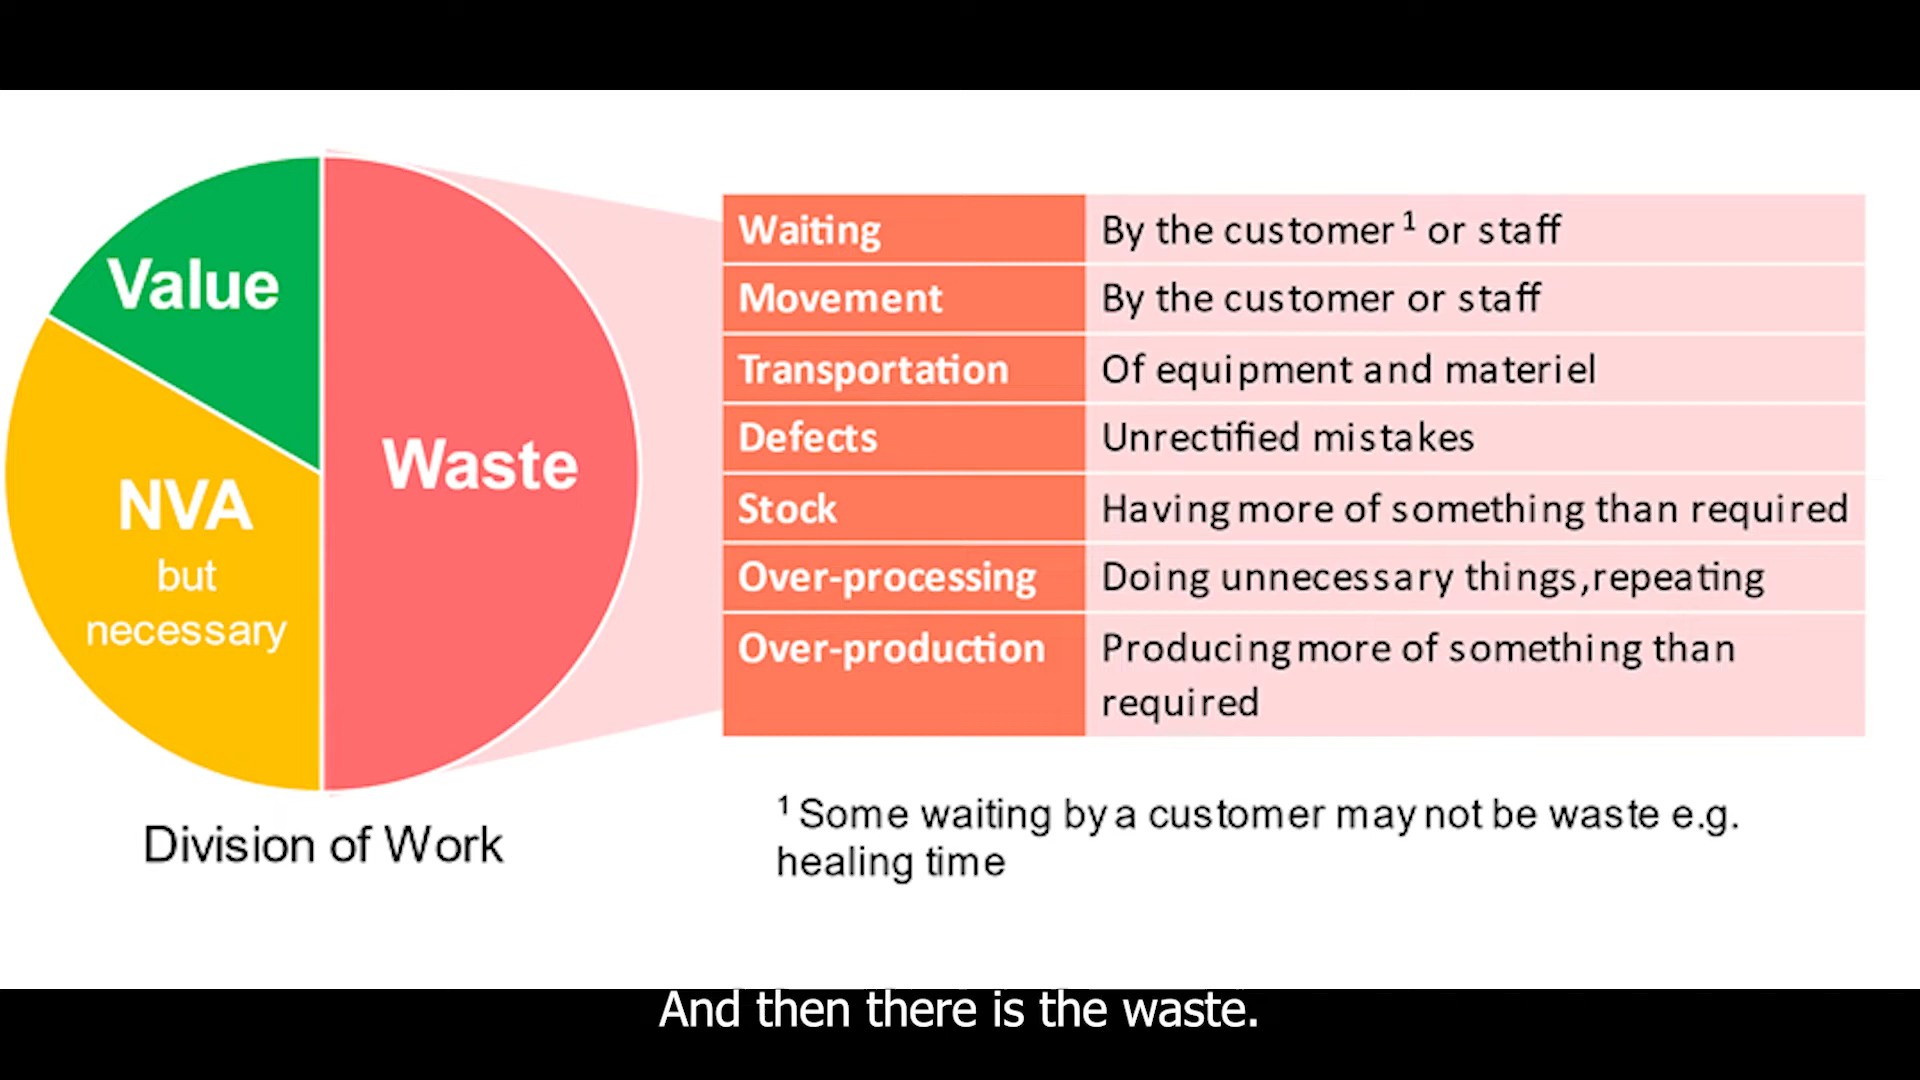 Value
NVA
but
necessary
Waste
Division of Work
Waiting By the customer¹ or staff
Movement By the customer or staff
Transportation Of equipment and materiel
Defects Unrectified mistakes
Stock Having more of something than required
Over-processing Doing unnecessary things,repeating
Over-production Producing more of something than
required
¹ Some waiting by a customer may not be waste e.g.
healing time
And then there is the waste.